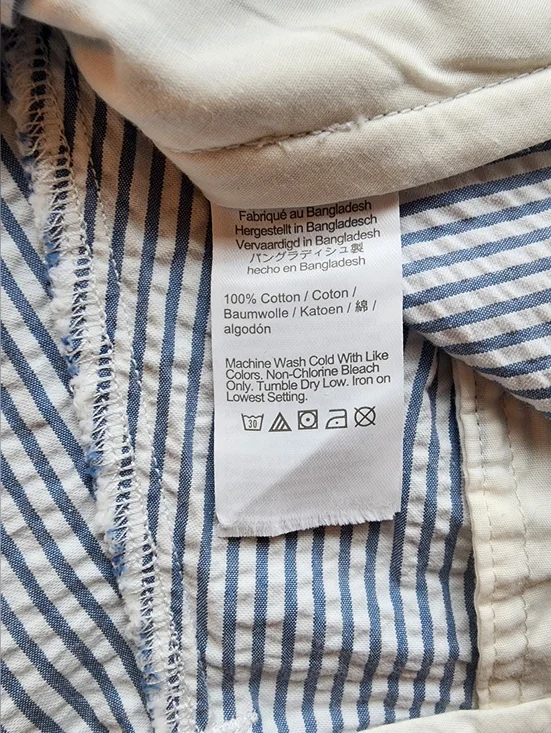 Fabriqué au Bangladesh
Hergestellt in Bangladesch
Vervaardigd in Bangladesh
バングラディシュ製
hecho en Bangladesh
100% Cotton / Coton /
Baumwolle / Katoen / 綿 /
algodón
Machine Wash Cold With Like
Colors. Non-Chlorine Bleach
Only. Tumble Dry Low. Iron on
Lowest Setting.
30